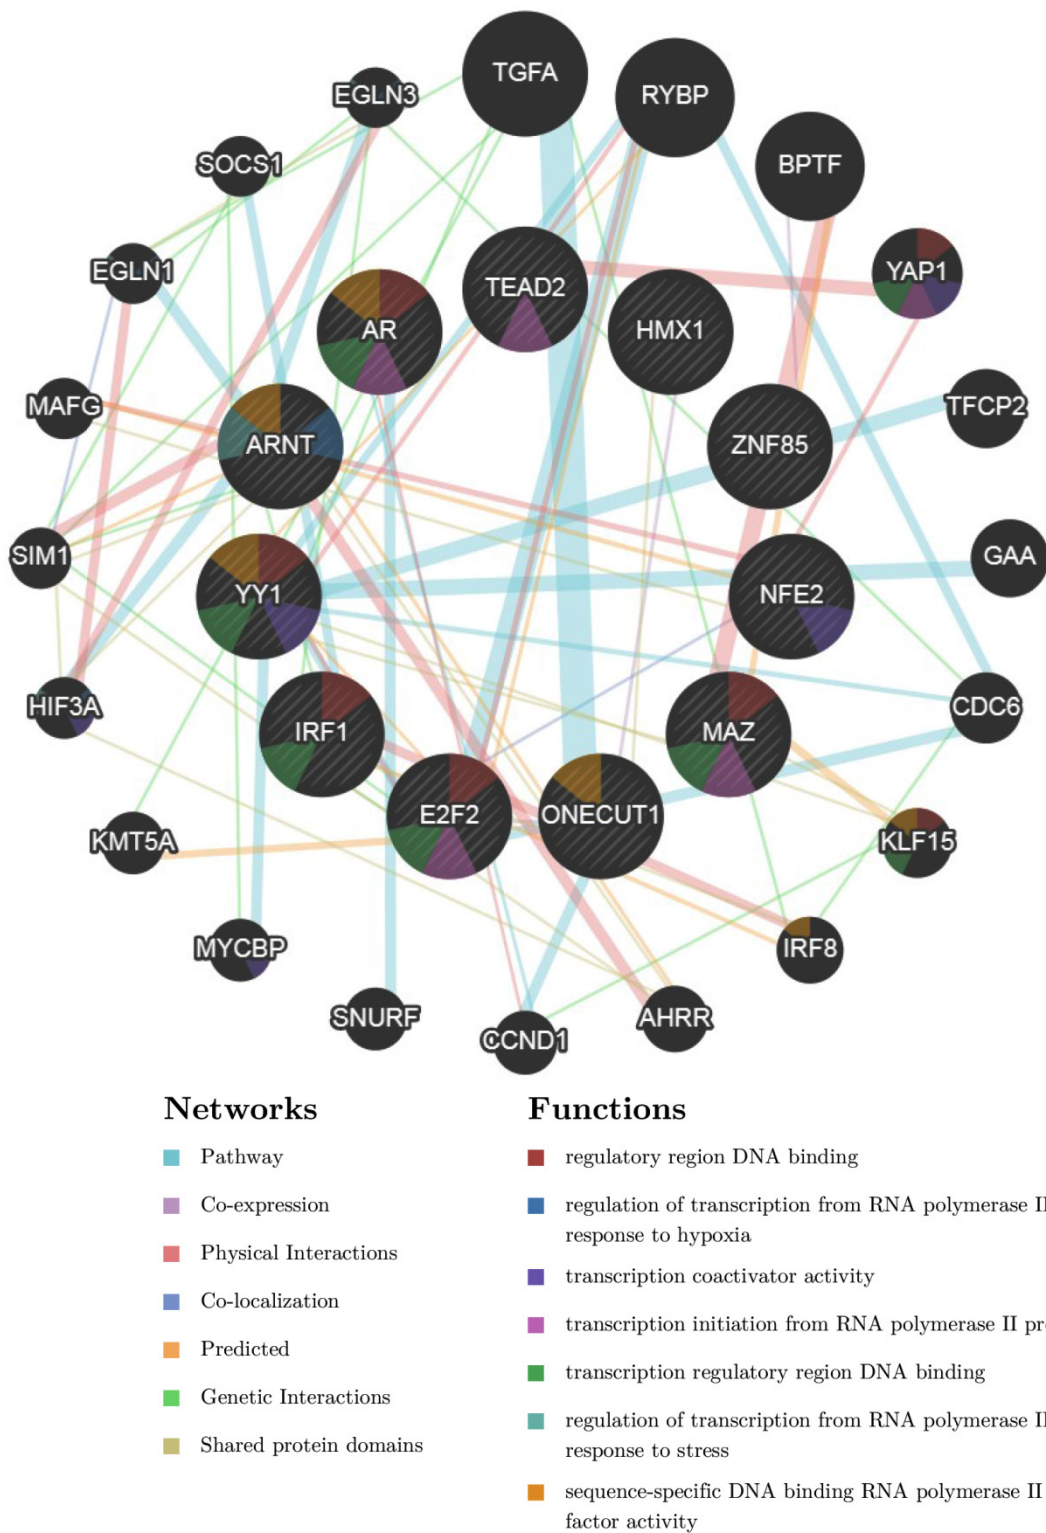 TGFA
RYBP
EGLN3
BPTF
SOCS1
YAP1
EGLN1
TEAD2
AR
HMX1
MAFG
TFCP2
ARNT
ZNF85
SIM1
GAA
YY1
NFE2
HIF3A
CDC6
IRF1
MAZ
E2F2
ONECUT1
KMT5A
KLF15
MYCBP
IRF8
SNURF
AHRR
CCND1
Networks
Pathway
Co-expression
Physical Interactions
Co-localization
Predicted
Genetic Interactions
Shared protein domains
Functions
regulatory region DNA binding
regulation of transcription from RNA polymerase II
response to hypoxia
transcription coactivator activity
transcription initiation from RNA polymerase II pr
transcription regulatory region DNA binding
regulation of transcription from RNA polymerase II
response to stress
sequence-specific DNA binding RNA polymerase II
factor activity